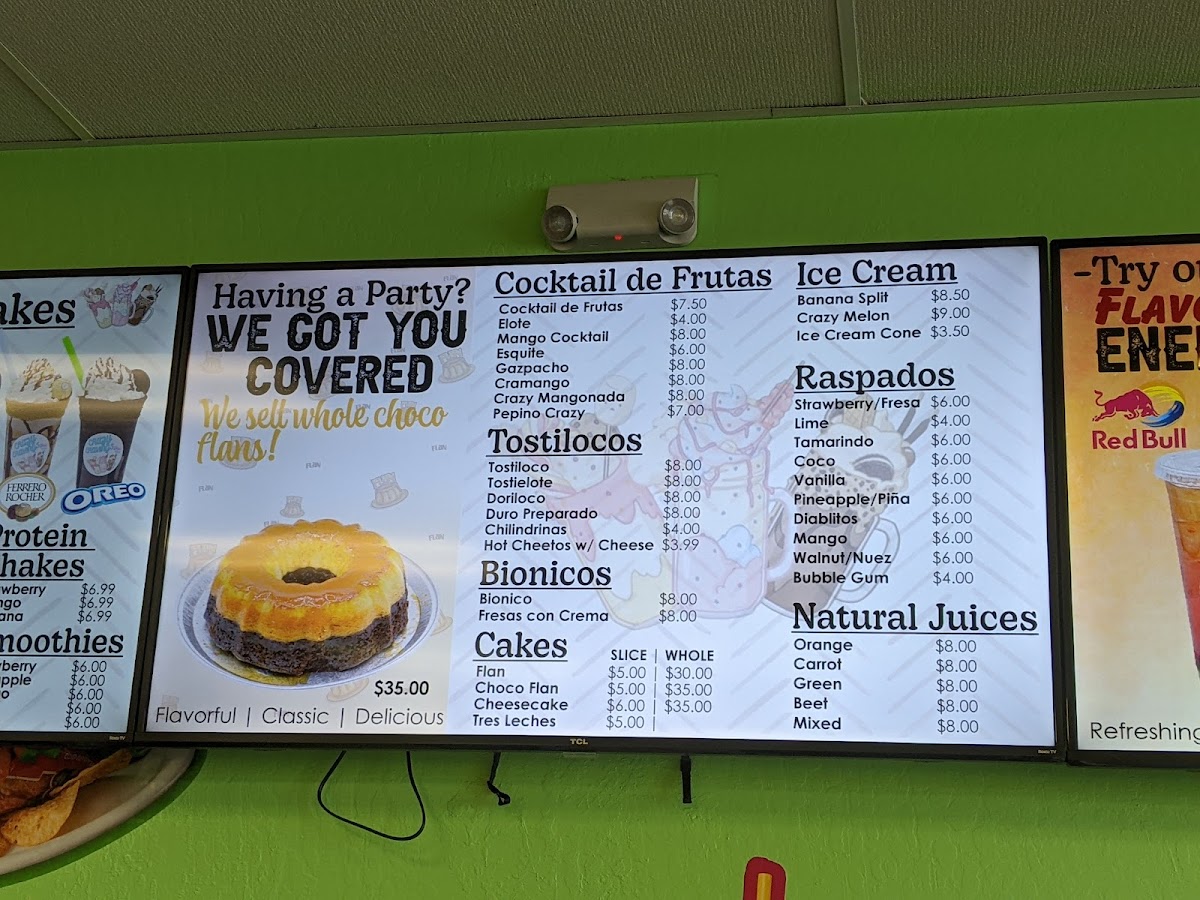 akes
FERRERO
ROCHER
OREO
Protein
hakes
awberry $6.99
ngo $6.99
ana $6.99
moothies
wberry $6.00
apple $6.00
go $6.00
$6.00
$6.00
Having a Party?
WE GOT YOU
COVERED
We sell whole choco
flans!
$35.00
Flavorful | Classic | Delicious
Cocktail de Frutas
Cocktail de Frutas $7.50
Elote $4.00
Mango Cocktail $8.00
Esquite $6.00
Gazpacho $8.00
Cramango $8.00
Crazy Mangonada $8.00
Pepino Crazy $7.00
Tostilocos
Tostiloco $8.00
Tostielote $8.00
Doriloco $8.00
Duro Preparado $8.00
Chilindrinas $4.00
Hot Cheetos w/ Cheese $3.99
Bionicos
Bionico $8.00
Fresas con Crema $8.00
Cakes SLICE | WHOLE
Flan $5.00 | $30.00
Choco Flan $5.00 | $35.00
Cheesecake $6.00 | $35.00
Tres Leches $5.00 |
Ice Cream
Banana Split $8.50
Crazy Melon $9.00
Ice Cream Cone $3.50
Raspados
Strawberry/Fresa $6.00
Lime $4.00
Tamarindo $6.00
Coco $6.00
Vanilla $6.00
Pineapple/Piña $6.00
Diablitos $6.00
Mango $6.00
Walnut/Nuez $6.00
Bubble Gum $4.00
Natural Juices
Orange $8.00
Carrot $8.00
Green $8.00
Beet $8.00
Mixed $8.00
TCL
Roku TV
-Try o
FLAV
ENE
Red Bull
Refreshing